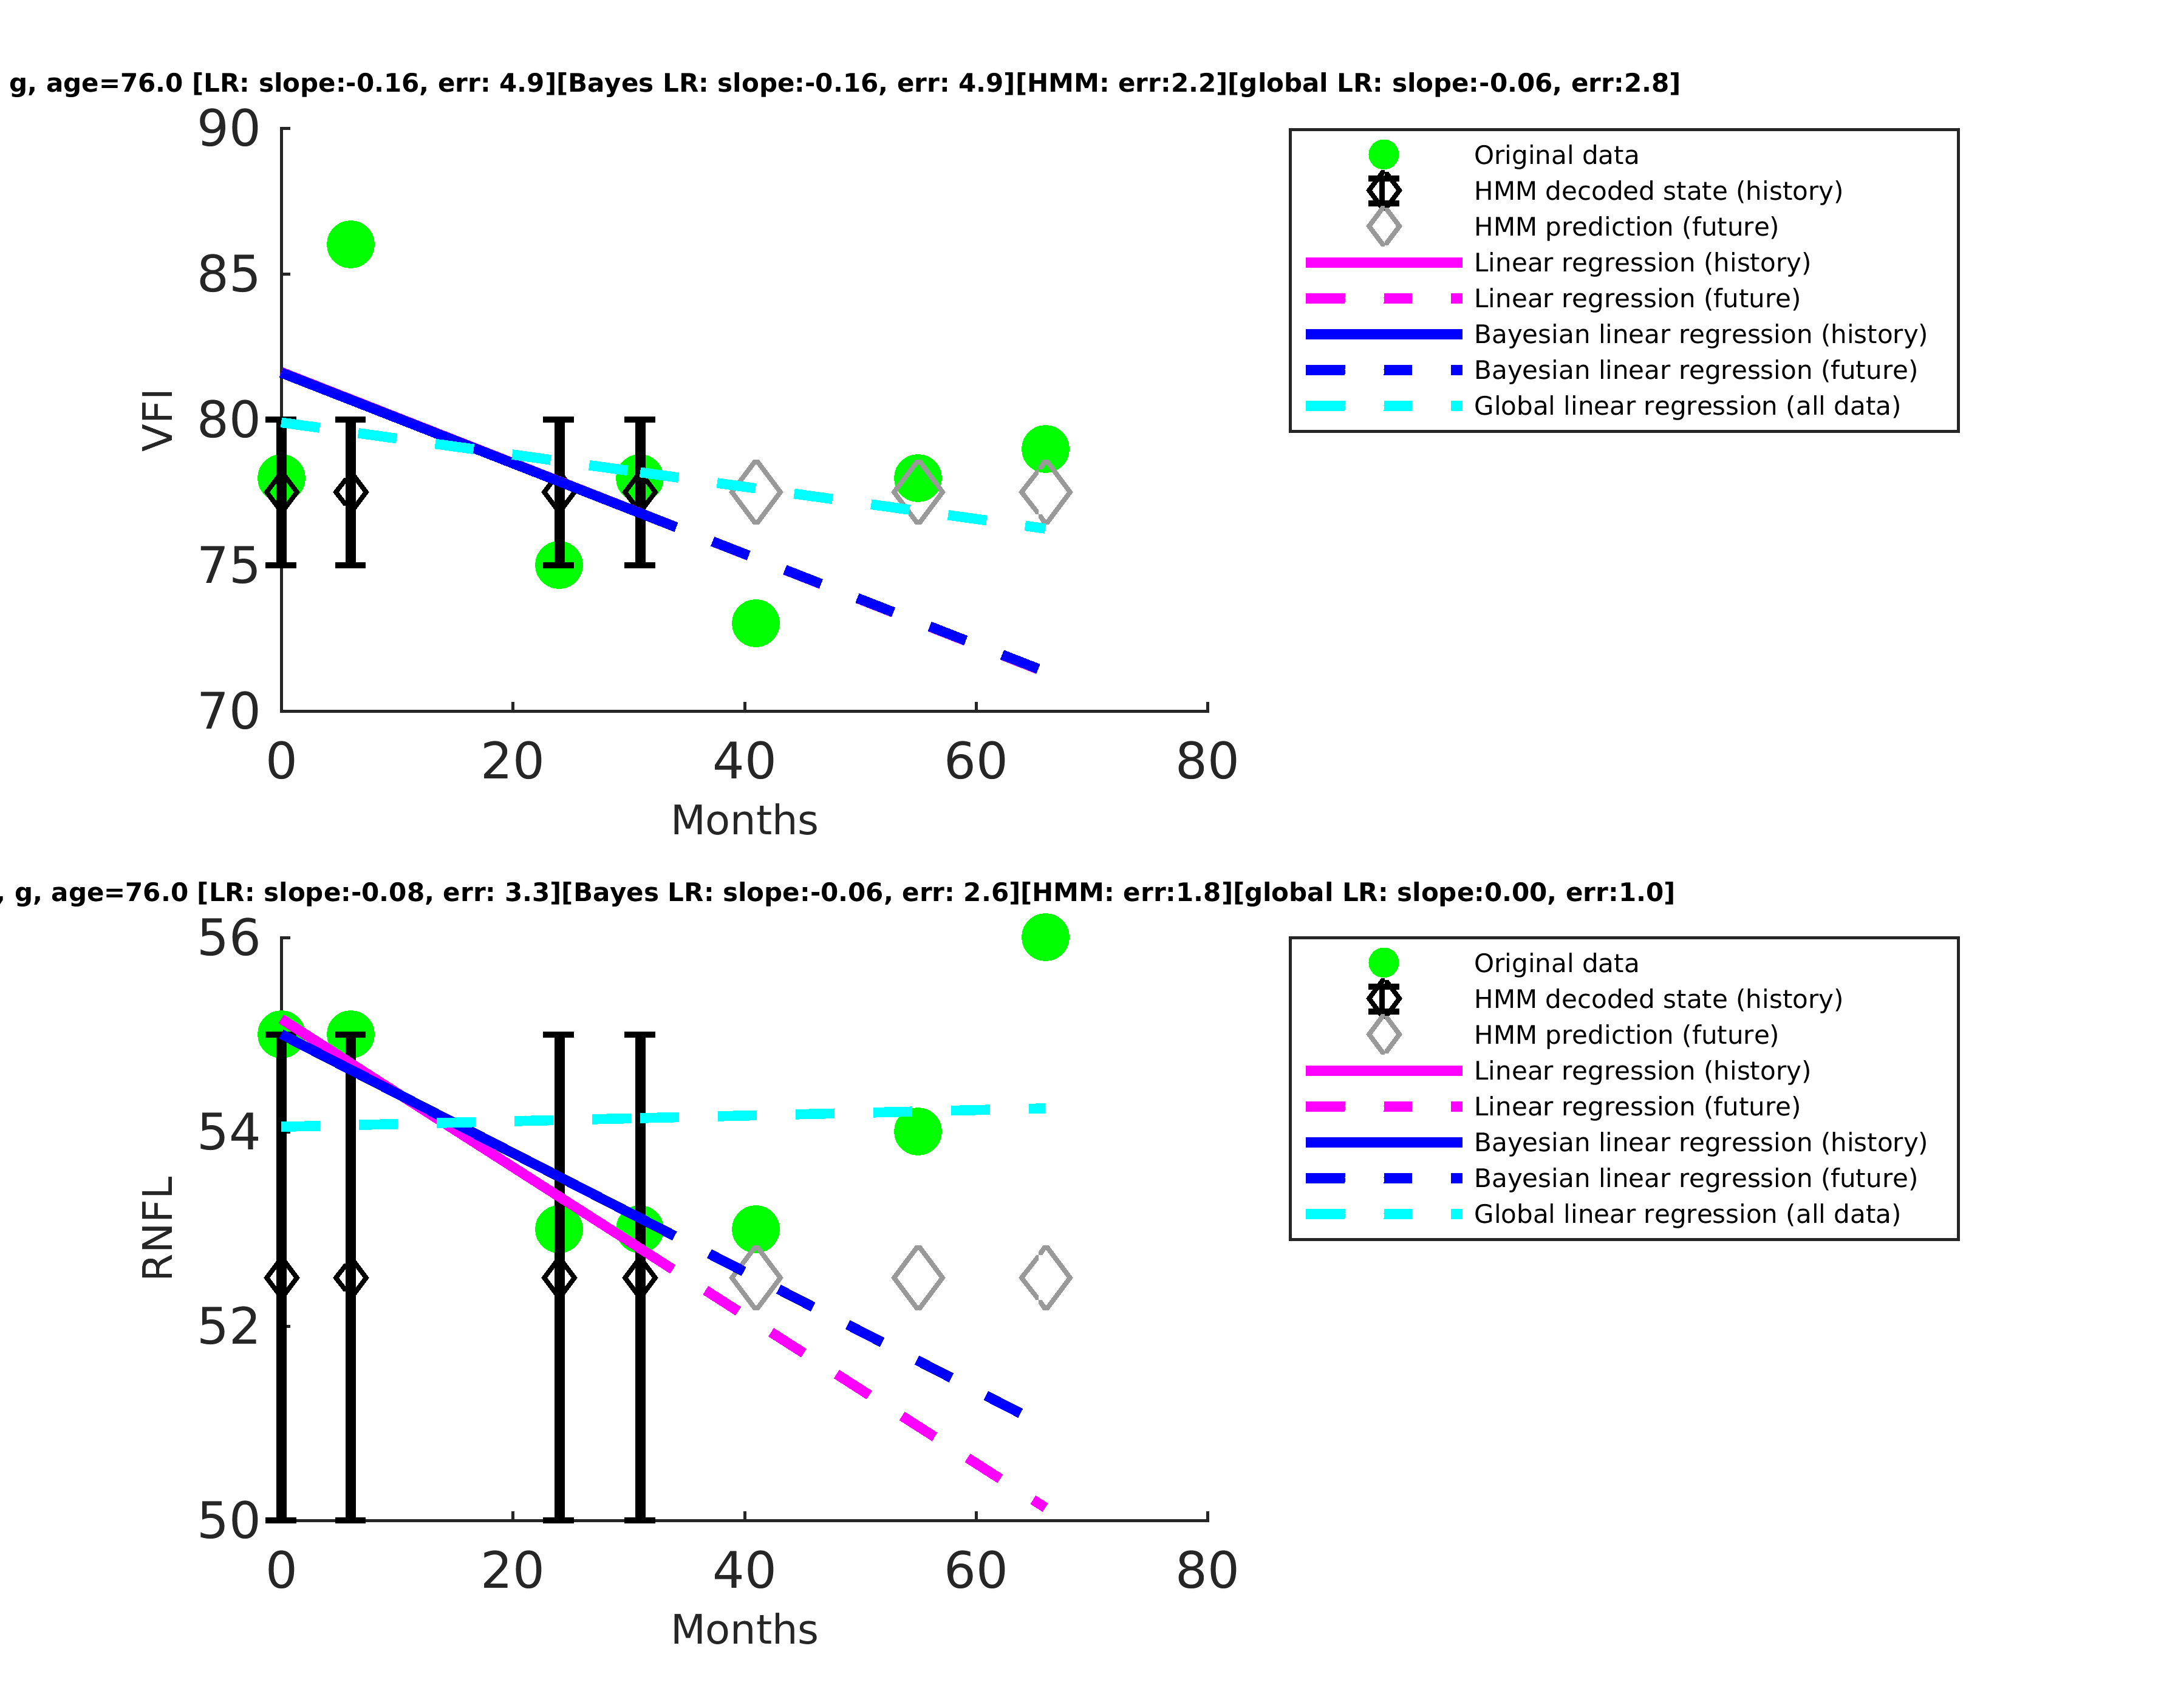 g, age=76.0 [LR: slope:-0.16, err: 4.9][Bayes LR: slope:-0.16, err: 4.9][HMM: err:2.2][global LR: slope:-0.06, err:2.8]
90
85
80
75
70
VFI
0 20 40 60 80
Months
Original data
HMM decoded state (history)
HMM prediction (future)
Linear regression (history)
Linear regression (future)
Bayesian linear regression (history)
Bayesian linear regression (future)
Global linear regression (all data)
, g, age=76.0 [LR: slope:-0.08, err: 3.3][Bayes LR: slope:-0.06, err: 2.6][HMM: err:1.8][global LR: slope:0.00, err:1.0]
56
54
52
50
RNFL
0 20 40 60 80
Months
Original data
HMM decoded state (history)
HMM prediction (future)
Linear regression (history)
Linear regression (future)
Bayesian linear regression (history)
Bayesian linear regression (future)
Global linear regression (all data)